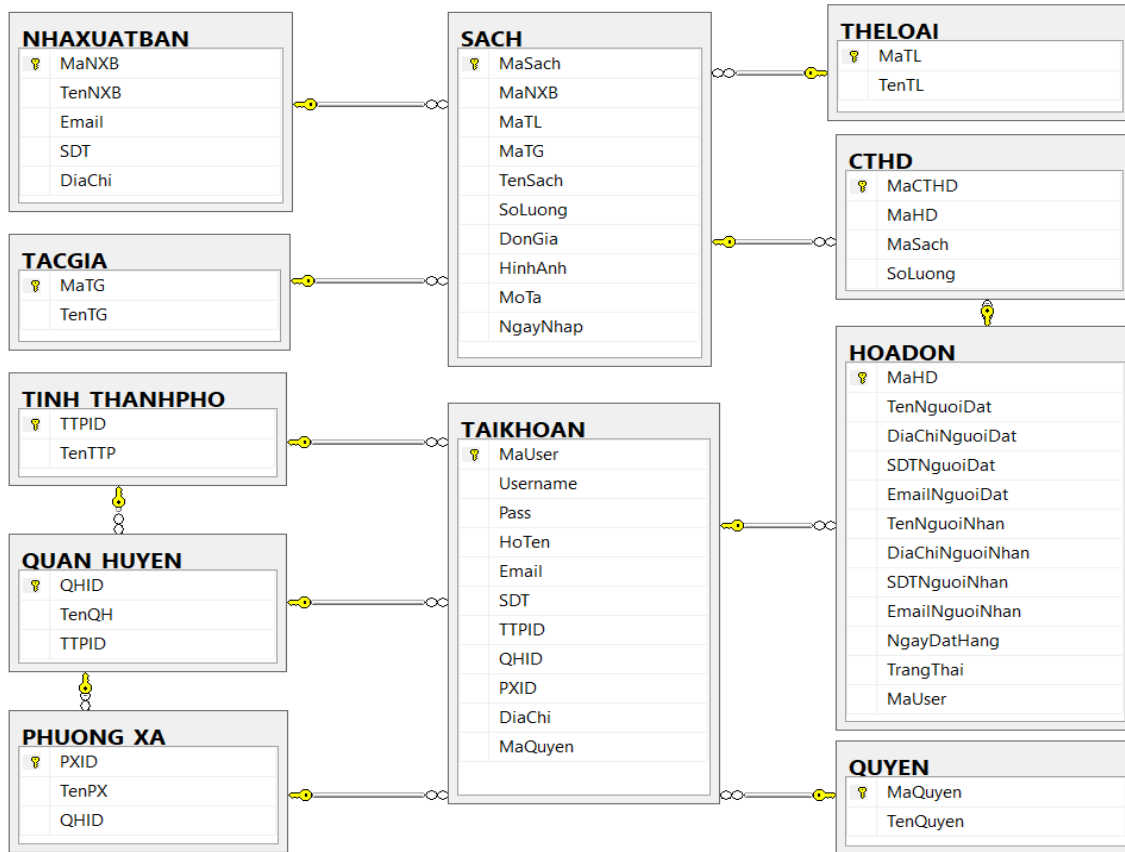 NHAXUATBAN
MaNXB
TenNXB
Email
SDT
DiaChi
TACGIA
MaTG
TenTG
TINH_THANHPHO
TTPID
TenTTP
QUAN_HUYEN
QHID
TenQH
TTPID
PHUONG_XA
PXID
TenPX
QHID
SACH
MaSach
MaNXB
MaTL
MaTG
TenSach
SoLuong
DonGia
HinhAnh
MoTa
NgayNhap
TAIKHOAN
MaUser
Username
Pass
HoTen
Email
SDT
TTPID
QHID
PXID
DiaChi
MaQuyen
THELOAI
MaTL
TenTL
CTHD
MaCTHD
MaHD
MaSach
SoLuong
HOADON
MaHD
TenNguoiDat
DiaChiNguoiDat
SDTNguoiDat
EmailNguoiDat
TenNguoiNhan
DiaChiNguoiNhan
SDTNguoiNhan
EmailNguoiNhan
NgayDatHang
TrangThai
MaUser
QUYEN
MaQuyen
TenQuyen